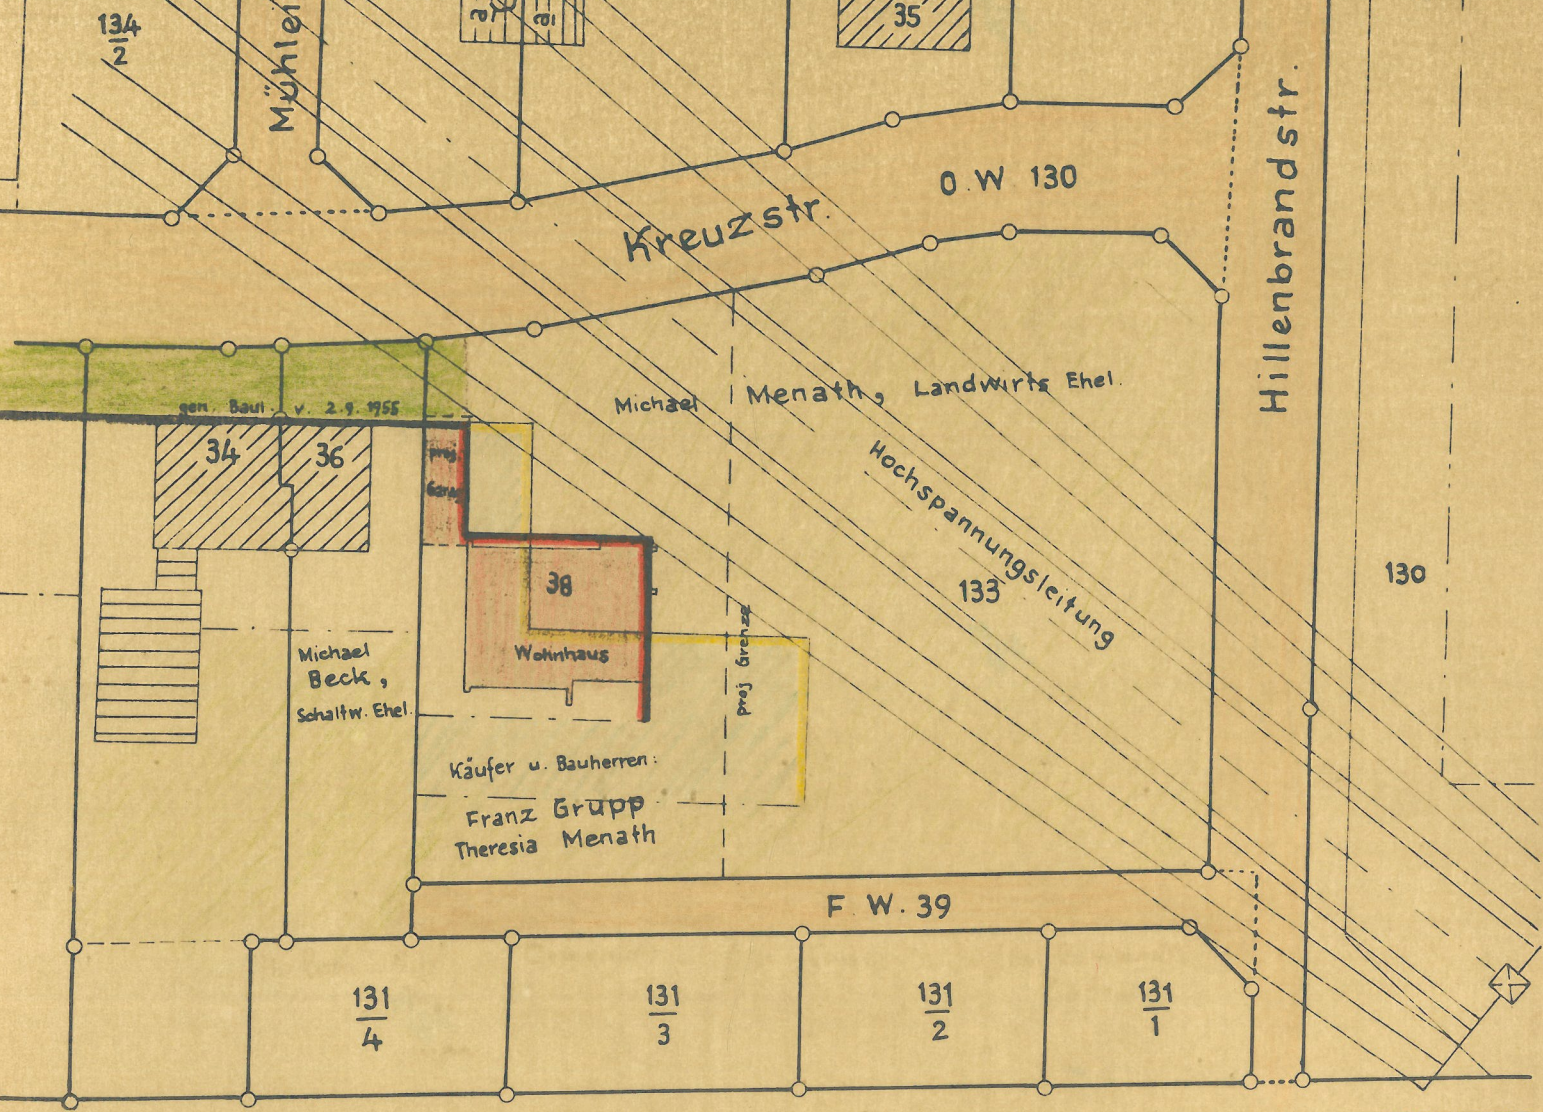 134
2
35
Hillenbrandstr.
O.W. 130
Kreuzstr.
Michael Menath, Landwirts Ehel.
gen. Baul. v. 2.9.1955
34
36
proj
Hochspannungsleitung
38
133
130
Wohnhaus
proj Grenze
Michael
Beck,
Schaltw. Ehel.
Käufer u. Bauherren:
Franz Grupp
Theresia Menath
F.W. 39
131
4
131
3
131
2
131
1